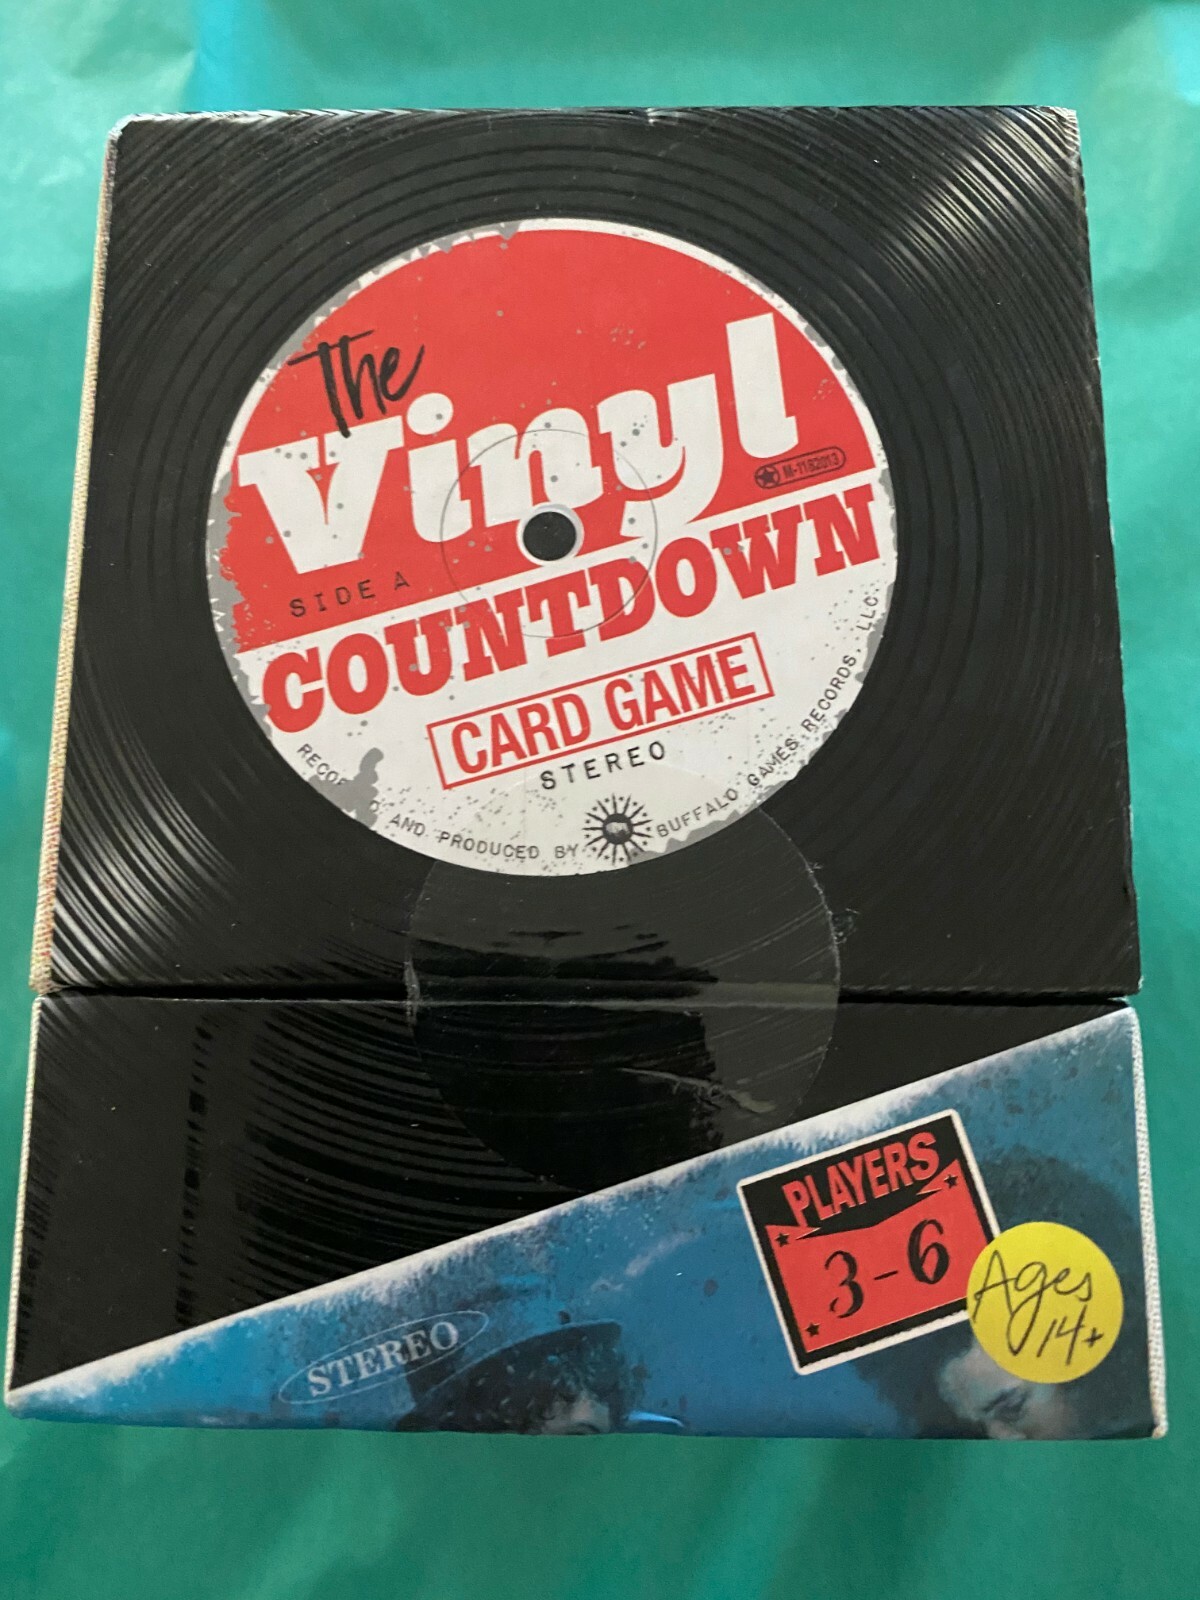 The
Vinyl
M-1182013
SIDE A
COUNTDOWN
CARD GAME
STEREO
AND PRODUCED BY BUFFALO GAMES RECORDS, LLC
PLAYERS
3-6
Ages
14+
STEREO